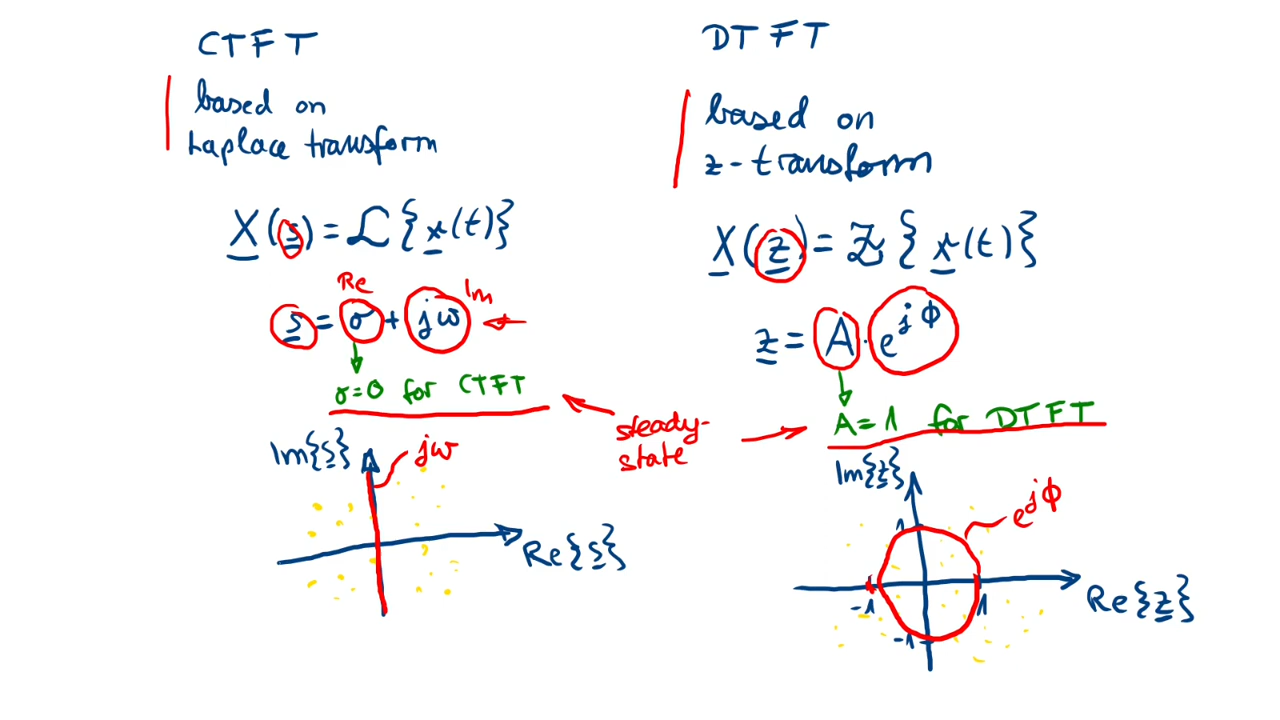 CTFT
based on
Laplace transform
X(s) = ℒ{x(t)}
Re
Im
s = σ + jω
σ=0 for CTFT
Im{s}
jω
Re{s}
steady-
state
DTFT
based on
z-transform
X(z) = Z{x(t)}
z = A · e^{jϕ}
A=1 for DTFT
Im{z}
e^{jϕ}
1
-1
1
-1
Re{z}